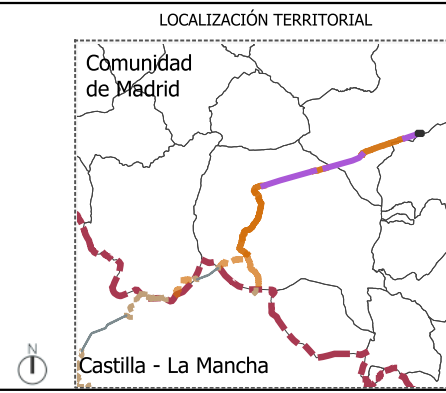 LOCALIZACIÓN TERRITORIAL
Comunidad
de Madrid
N
Castilla - La Mancha